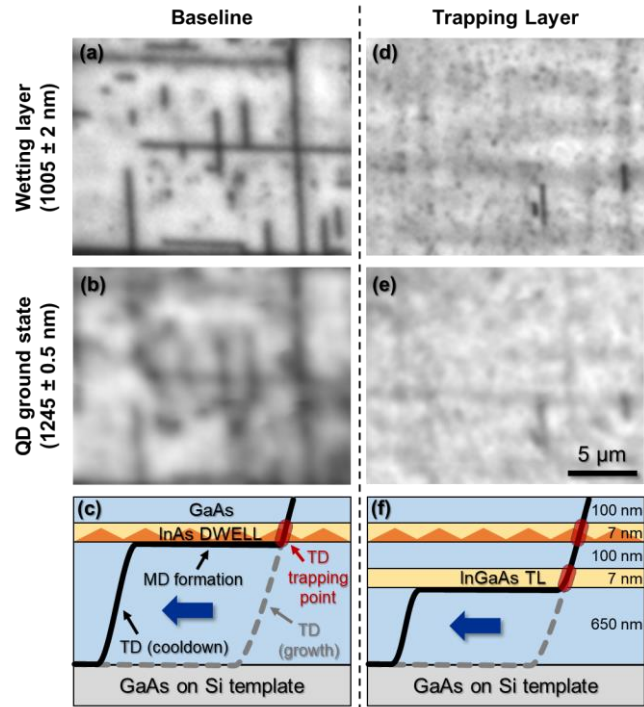 Baseline
Trapping Layer
Wetting layer
(1005 ± 2 nm)
(a)
(d)
QD ground state
(1245 ± 0.5 nm)
(b)
(e)
5 μm
(c)
GaAs
InAs DWELL
MD formation
TD
trapping
point
TD (cooldown)
TD
(growth)
GaAs on Si template
(f)
100 nm
7 nm
100 nm
InGaAs TL
7 nm
650 nm
GaAs on Si template